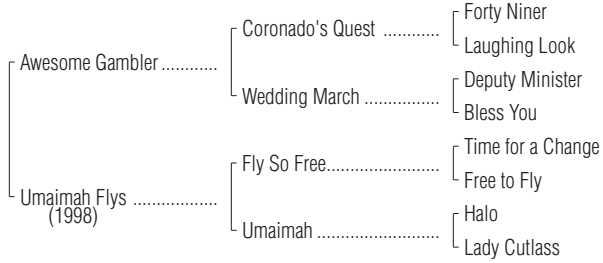 Forty Niner
Coronado's Quest ............
Laughing Look
Awesome Gambler ............
Deputy Minister
Wedding March ................
Bless You
Time for a Change
Fly So Free........................
Free to Fly
Umaimah Flys ..................
(1998)
Halo
Umaimah ..........................
Lady Cutlass